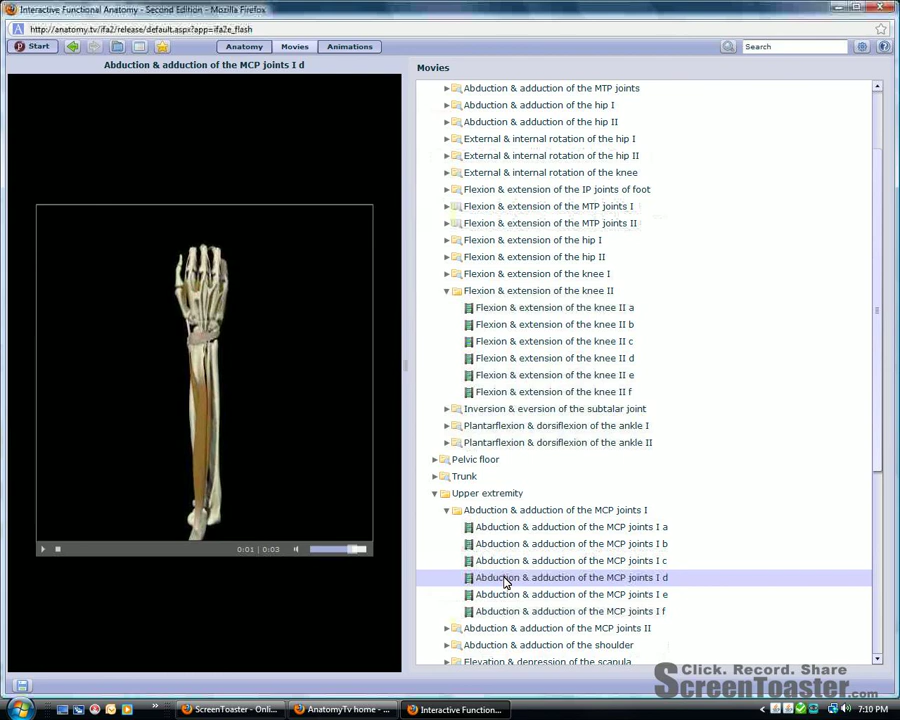 Interactive Functional Anatomy - Second Edition - Mozilla Firefox
http://anatomy.tv/ifa2/release/default.aspx?app=ifa2e_flash
Start
Anatomy
Movies
Animations
Search
Abduction & adduction of the MCP joints I d
Movies
Abduction & adduction of the MTP joints
Abduction & adduction of the hip I
Abduction & adduction of the hip II
External & internal rotation of the hip I
External & internal rotation of the hip II
External & internal rotation of the knee
Flexion & extension of the IP joints of foot
Flexion & extension of the MTP joints I
Flexion & extension of the MTP joints II
Flexion & extension of the hip I
Flexion & extension of the hip II
Flexion & extension of the knee I
Flexion & extension of the knee II
Flexion & extension of the knee II a
Flexion & extension of the knee II b
Flexion & extension of the knee II c
Flexion & extension of the knee II d
Flexion & extension of the knee II e
Flexion & extension of the knee II f
Inversion & eversion of the subtalar joint
Plantarflexion & dorsiflexion of the ankle I
Plantarflexion & dorsiflexion of the ankle II
Pelvic floor
Trunk
Upper extremity
Abduction & adduction of the MCP joints I
Abduction & adduction of the MCP joints I a
Abduction & adduction of the MCP joints I b
Abduction & adduction of the MCP joints I c
Abduction & adduction of the MCP joints I d
Abduction & adduction of the MCP joints I e
Abduction & adduction of the MCP joints I f
Abduction & adduction of the MCP joints II
Abduction & adduction of the shoulder
Elevation & depression of the scapula
0:01 | 0:03
Click. Record. Share
ScreenToaster.com
ScreenToaster - Onli...
AnatomyTv home - ...
Interactive Function...
7:10 PM